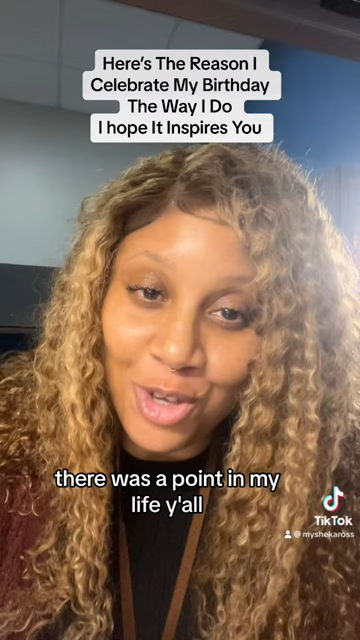 Here's The Reason I
Celebrate My Birthday
The Way I Do
I hope It Inspires You
there was a point in my
life y'all
TikTok
@myshekaross